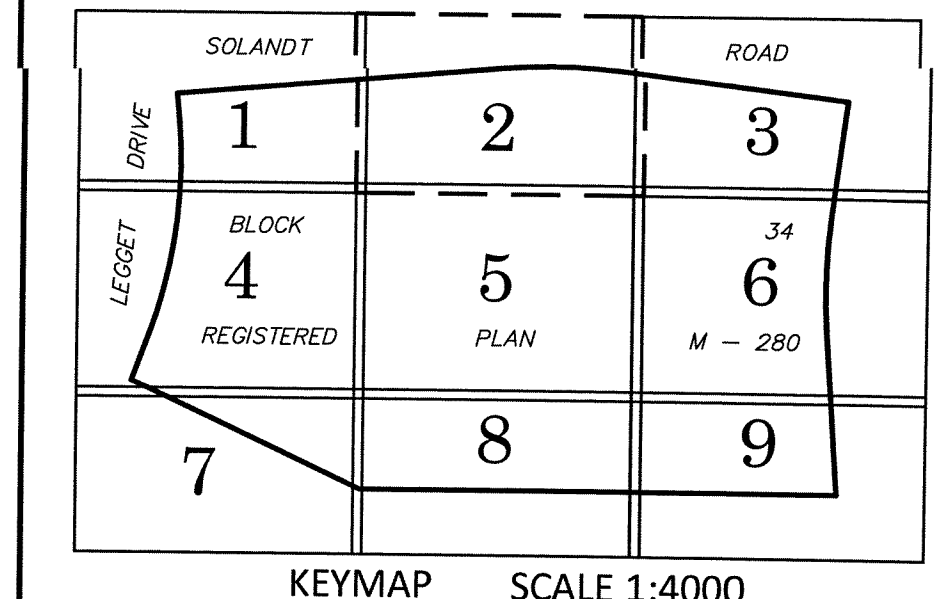 SOLANDT ROAD
DRIVE
1 2 3
LEGGET
BLOCK 34
4 5 6
REGISTERED PLAN M – 280
7 8 9
KEYMAP SCALE 1:4000